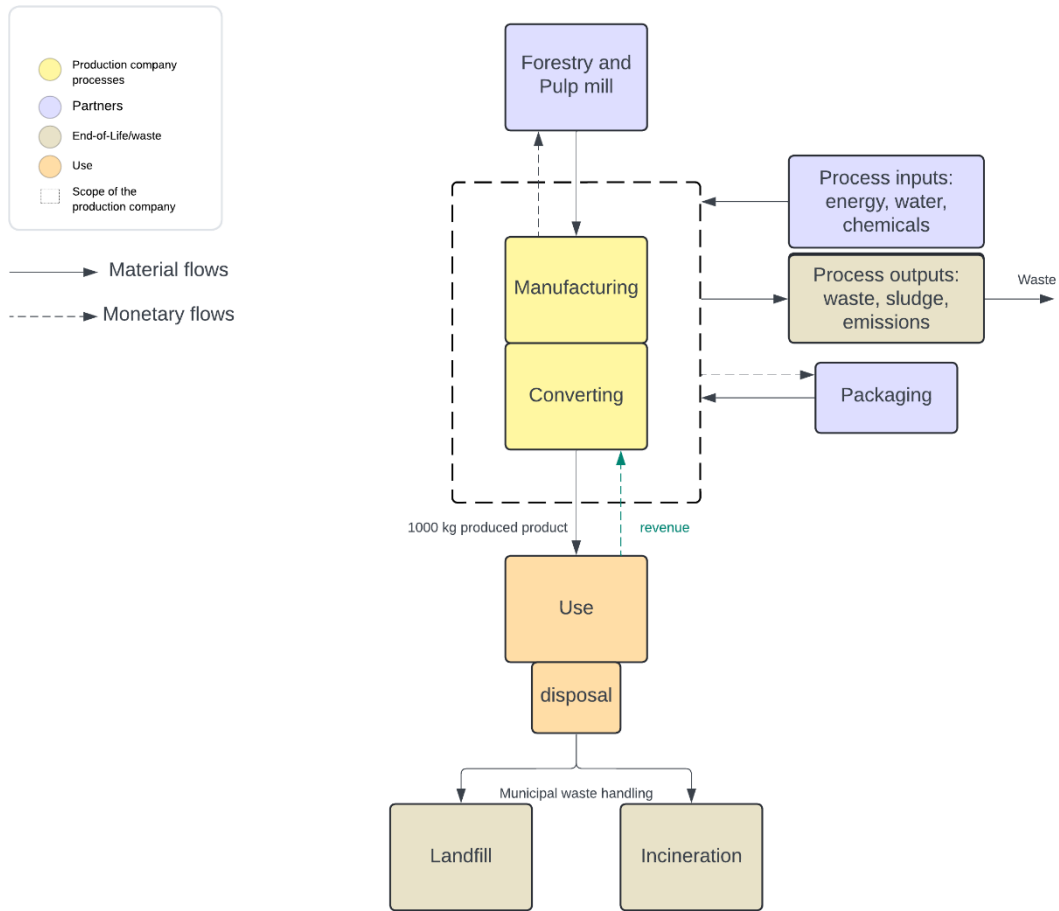 Production company
processes
Partners
End-of-Life/waste
Use
Scope of the
production company
Material flows
Monetary flows
Forestry and
Pulp mill
Process inputs:
energy, water,
chemicals
Manufacturing
Process outputs:
waste, sludge,
emissions
Waste
Converting
Packaging
1000 kg produced product
revenue
Use
disposal
Municipal waste handling
Landfill
Incineration